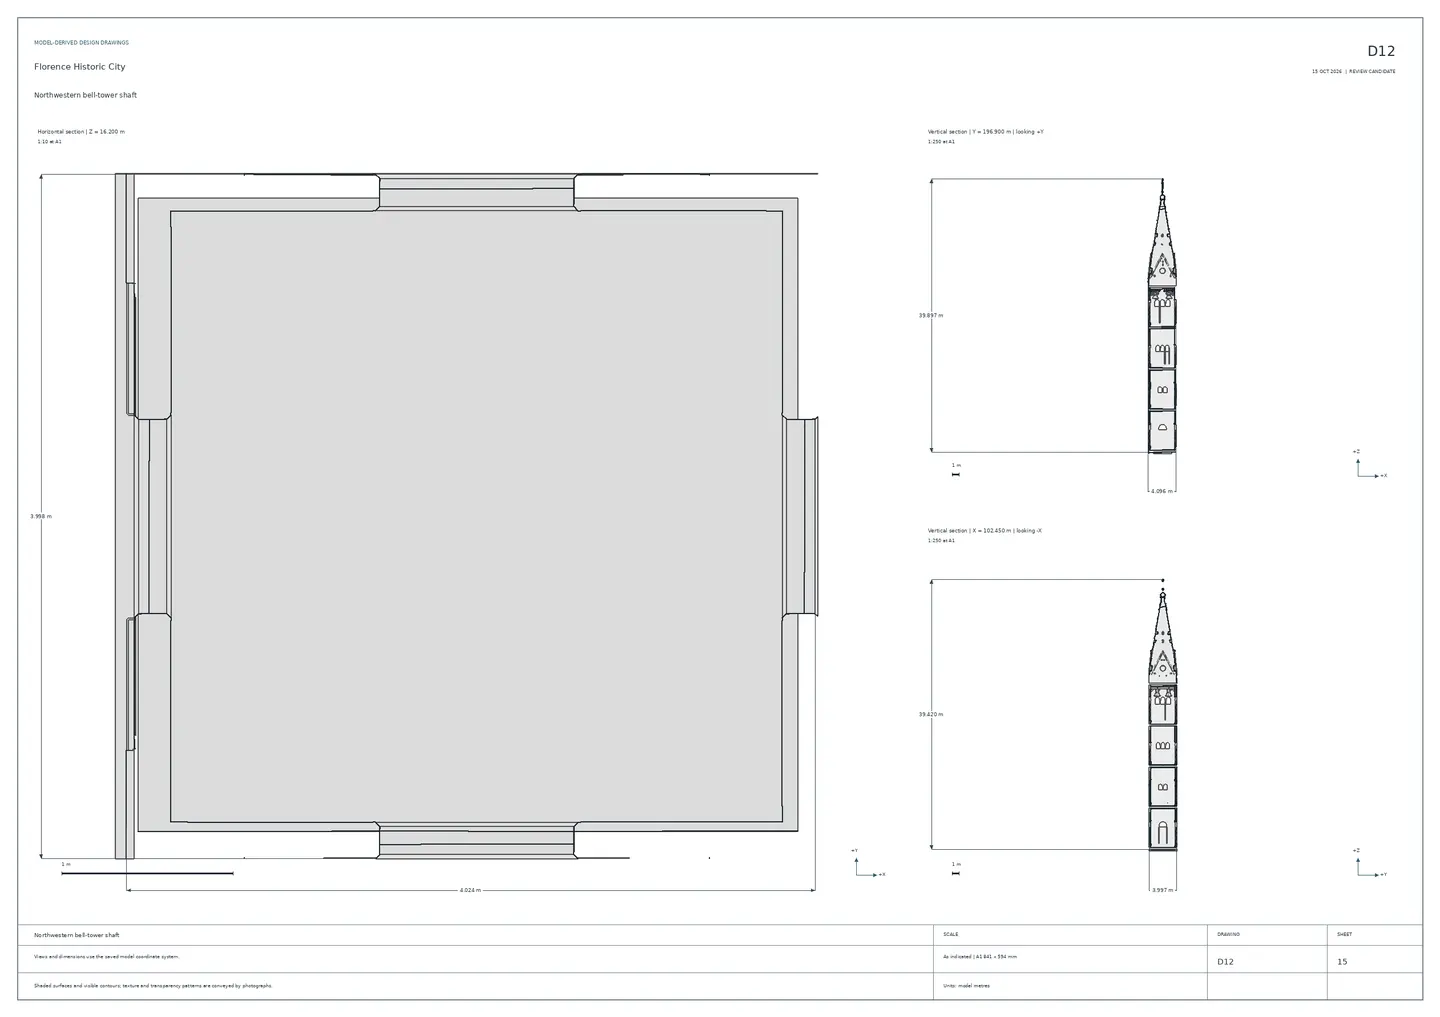 MODEL-DERIVED DESIGN DRAWINGS
Florence Historic City
Northwestern bell-tower shaft
D12
15 OCT 2026 | REVIEW CANDIDATE
Horizontal section | Z = 16.200 m
1:10 at A1
3.998 m
1 m
4.024 m
+Y
+X
Vertical section | Y = 196.900 m | looking +Y
1:250 at A1
39.897 m
1 m
4.096 m
+Z
+X
Vertical section | X = 102.450 m | looking -X
1:250 at A1
39.420 m
1 m
3.997 m
+Z
+Y
Northwestern bell-tower shaft
Views and dimensions use the saved model coordinate system.
Shaded surfaces and visible contours; texture and transparency patterns are conveyed by photographs.
SCALE
As indicated | A1 841 × 594 mm
Units: model metres
DRAWING
D12
SHEET
15